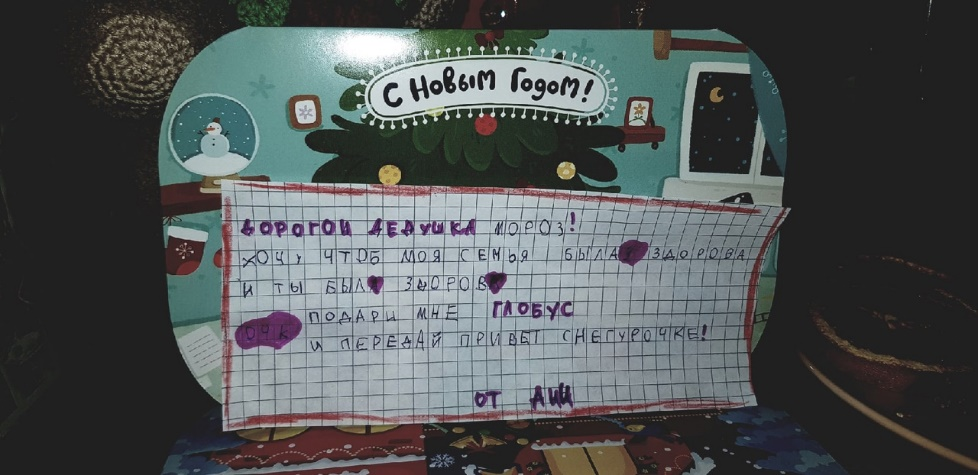 С Новым Годом!
ДОРОГОЙ ДЕДУШКА МОРОЗ!
ХОЧУ ЧТОБ МОЯ СЕМЬЯ БЫЛА ЗДОРОВА
И ТЫ БЫЛ ЗДОРОВ
ПОДАРИ МНЕ ГЛОБУС
И ПЕРЕДАЙ ПРИВЕТ СНЕГУРОЧКЕ!
ОТ